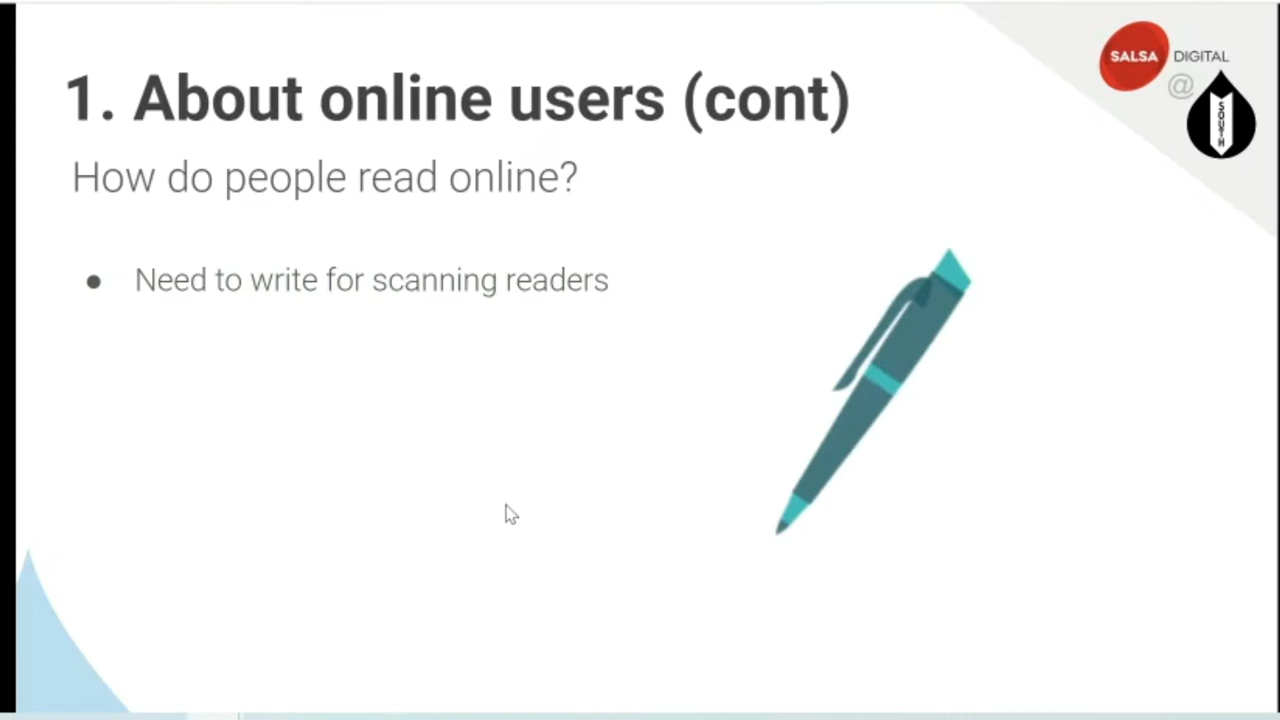 1. About online users (cont)
How do people read online?
● Need to write for scanning readers
SALSA DIGITAL
@
SOUTH